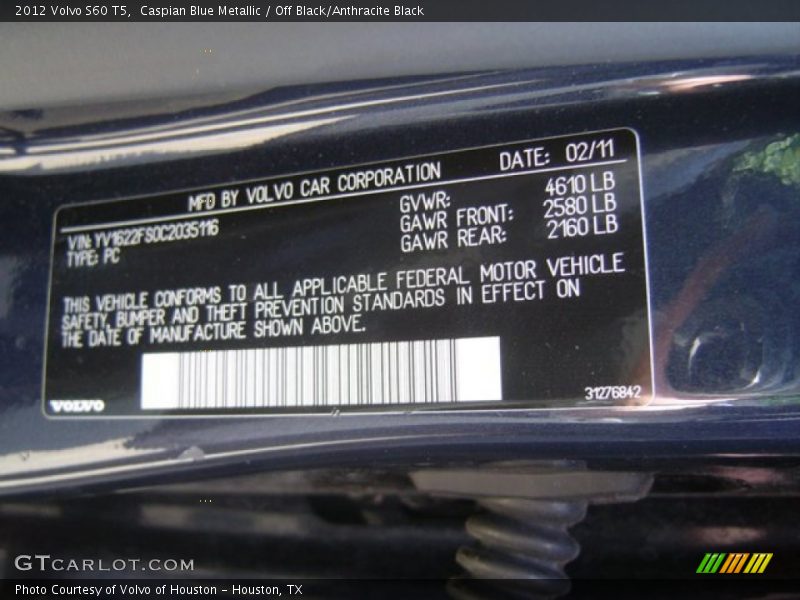 2012 Volvo S60 T5, Caspian Blue Metallic / Off Black/Anthracite Black
MFD BY VOLVO CAR CORPORATION DATE: 02/11
VIN: YV1622FS0C2035116 GVWR: 4610 LB
TYPE: PC GAWR FRONT: 2580 LB
GAWR REAR: 2160 LB
THIS VEHICLE CONFORMS TO ALL APPLICABLE FEDERAL MOTOR VEHICLE
SAFETY, BUMPER AND THEFT PREVENTION STANDARDS IN EFFECT ON
THE DATE OF MANUFACTURE SHOWN ABOVE.
VOLVO 31276842
GTCARLOT.COM
Photo Courtesy of Volvo of Houston - Houston, TX